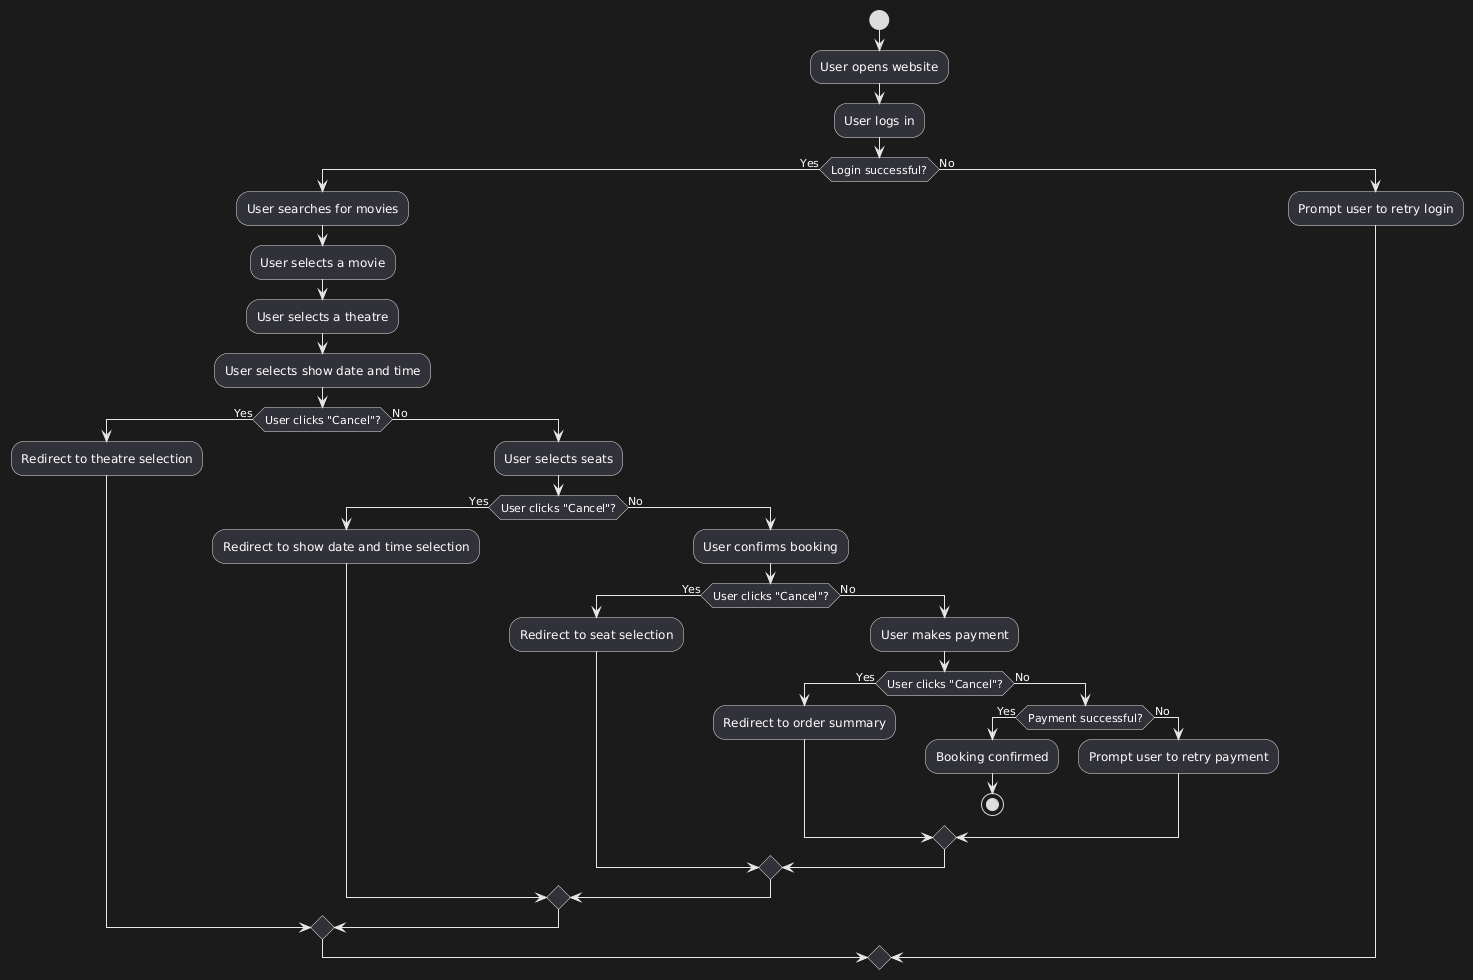 User opens website
User logs in
Yes
Login successful?
No
User searches for movies
Prompt user to retry login
User selects a movie
User selects a theatre
User selects show date and time
Yes
User clicks "Cancel"?
No
Redirect to theatre selection
User selects seats
Yes
User clicks "Cancel"?
No
Redirect to show date and time selection
User confirms booking
Yes
User clicks "Cancel"?
No
Redirect to seat selection
User makes payment
Yes
User clicks "Cancel"?
No
Redirect to order summary
Yes
Payment successful?
No
Booking confirmed
Prompt user to retry payment